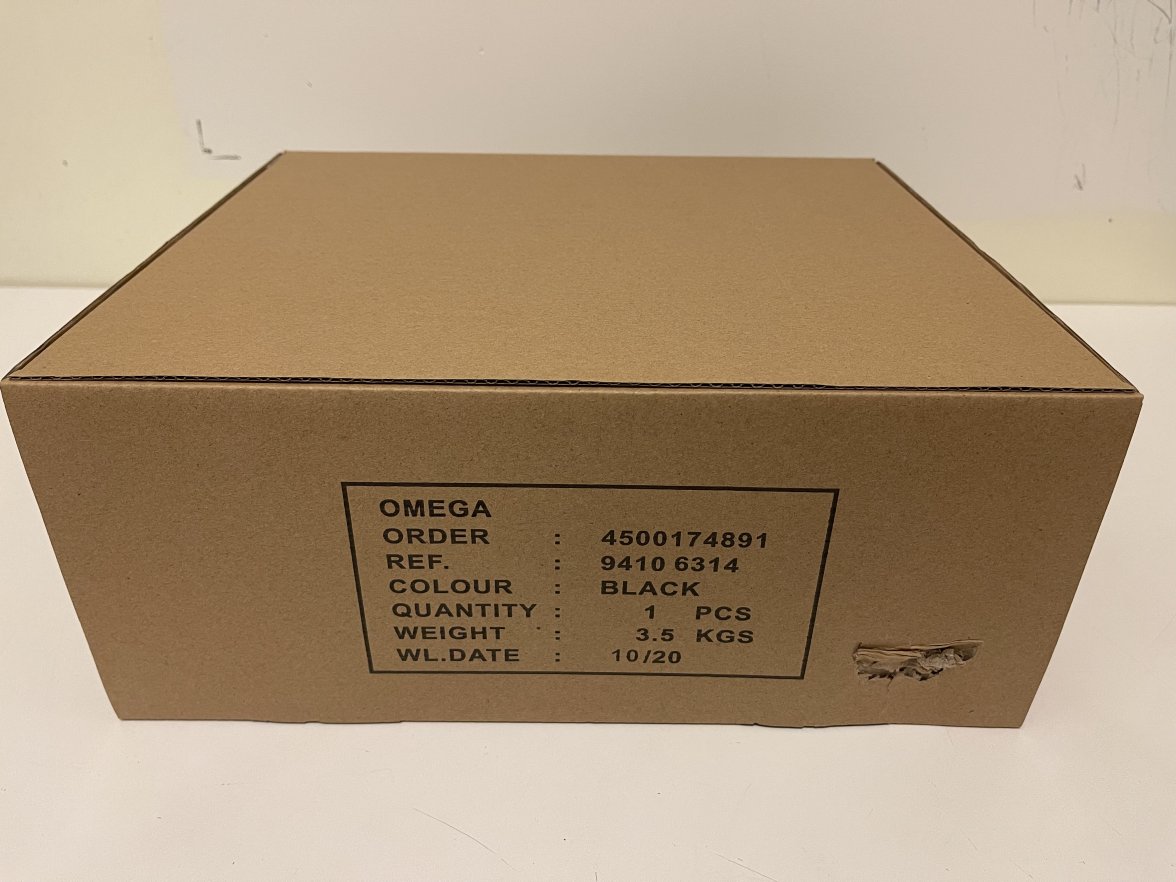 OMEGA
ORDER : 4500174891
REF. : 9410 6314
COLOUR : BLACK
QUANTITY : 1 PCS
WEIGHT : 3.5 KGS
WL.DATE : 10/20